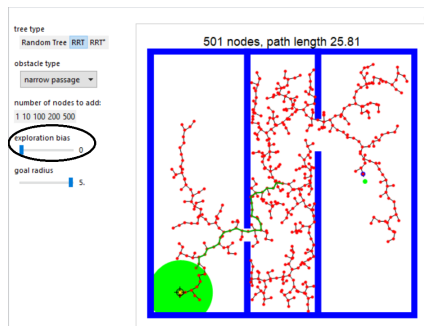 tree type
Random Tree RRT RRT*
obstacle type
narrow passage
number of nodes to add:
1 10 100 200 500
exploration bias
0
goal radius
5.
501 nodes, path length 25.81